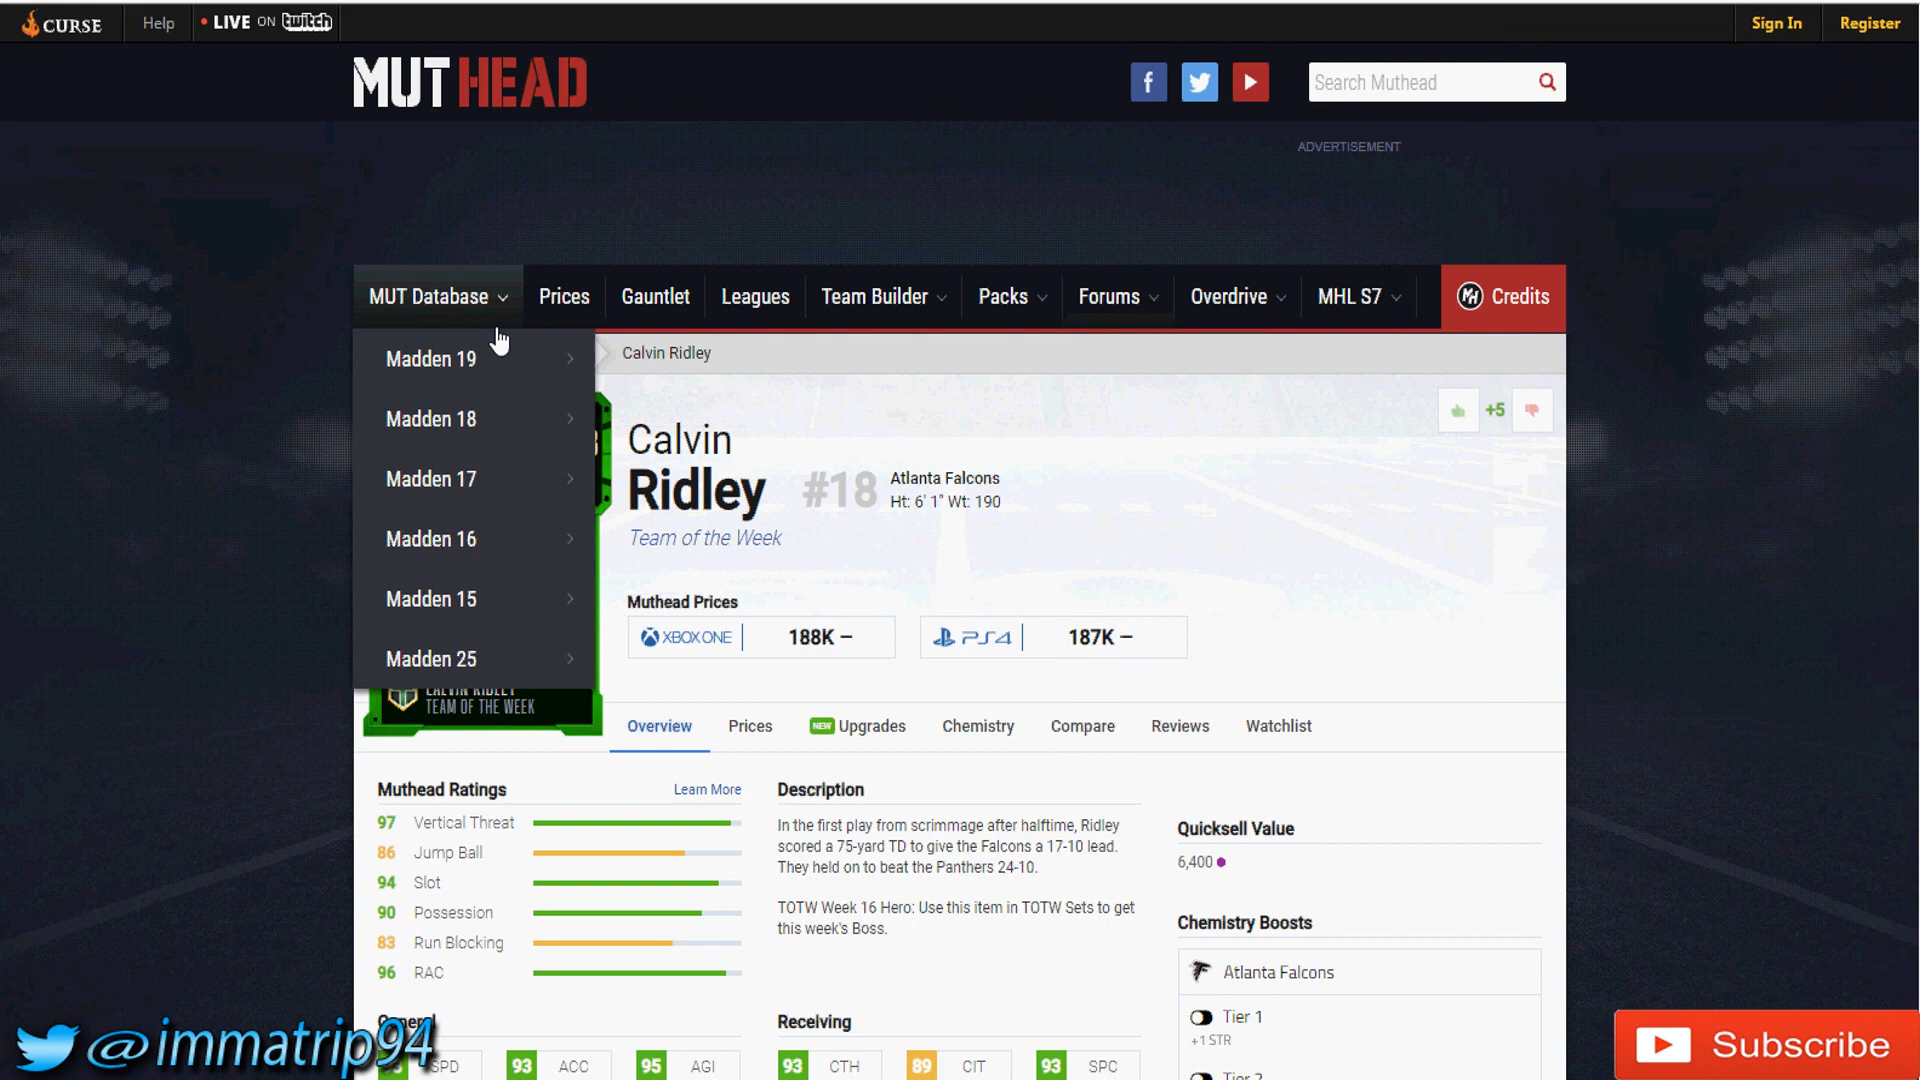 CURSE Help • LIVE ON twitch Sign In Register
MUTHEAD
Search Muthead
ADVERTISEMENT
MUT Database Prices Gauntlet Leagues Team Builder Packs Forums Overdrive MHL S7 Credits
Madden 19
Madden 18
Madden 17
Madden 16
Madden 15
Madden 25
Calvin Ridley
+5
Calvin
Ridley #18
Atlanta Falcons
Ht: 6' 1" Wt: 190
Team of the Week
Muthead Prices
XBOX ONE 188K –
PS4 187K –
CALVIN RIDLEY
TEAM OF THE WEEK
Overview Prices NEW Upgrades Chemistry Compare Reviews Watchlist
Muthead Ratings Learn More
97 Vertical Threat
86 Jump Ball
94 Slot
90 Possession
83 Run Blocking
96 RAC
Description
In the first play from scrimmage after halftime, Ridley
scored a 75-yard TD to give the Falcons a 17-10 lead.
They held on to beat the Panthers 24-10.
TOTW Week 16 Hero: Use this item in TOTW Sets to get
this week's Boss.
Quicksell Value
6,400
Chemistry Boosts
Atlanta Falcons
Tier 1
+1 STR
Tier 2
General
SPD 93 ACC 95 AGI
Receiving
93 CTH 89 CIT 93 SPC
@immatrip94
Subscribe